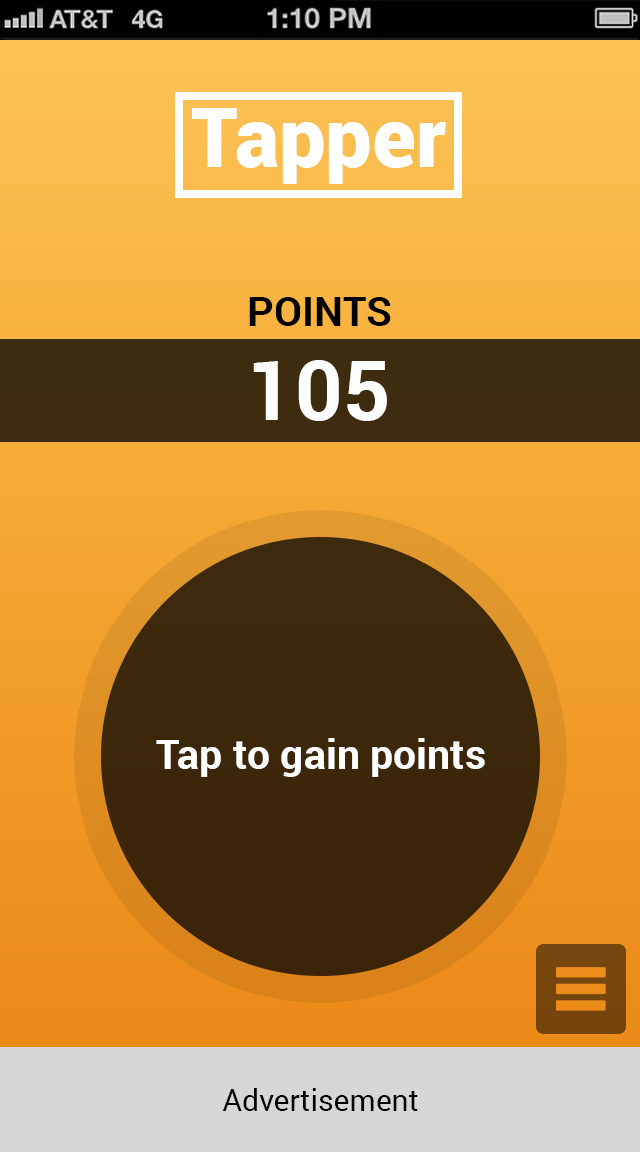 AT&T 4G 1:10 PM
Tapper
POINTS
105
Tap to gain points
Advertisement